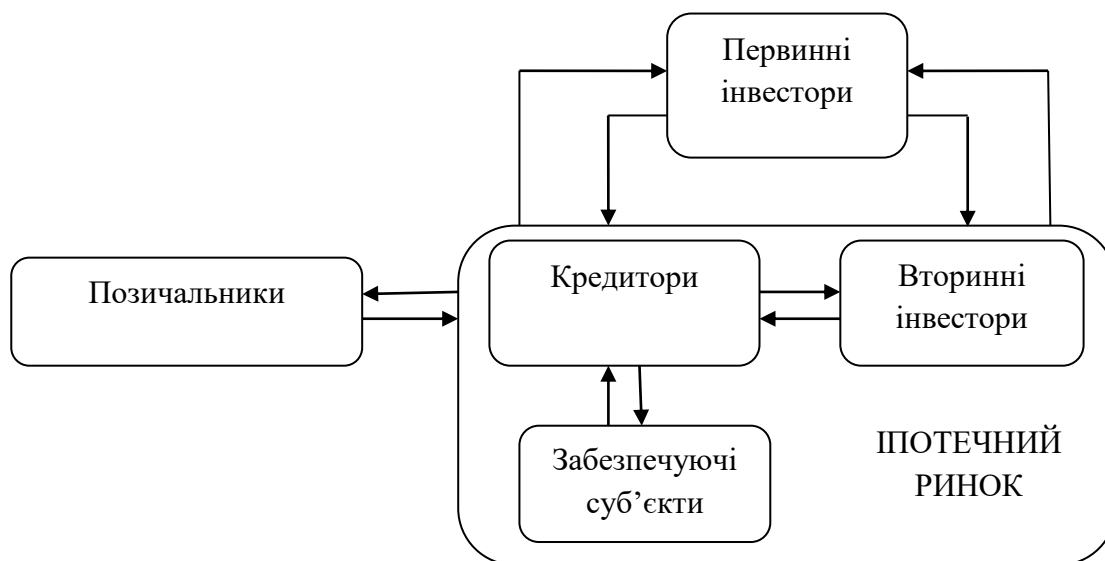 Первинні
інвестори
Позичальники
Кредитори
Вторинні
інвестори
Забезпечуючі
суб’єкти
ІПОТЕЧНИЙ
РИНОК